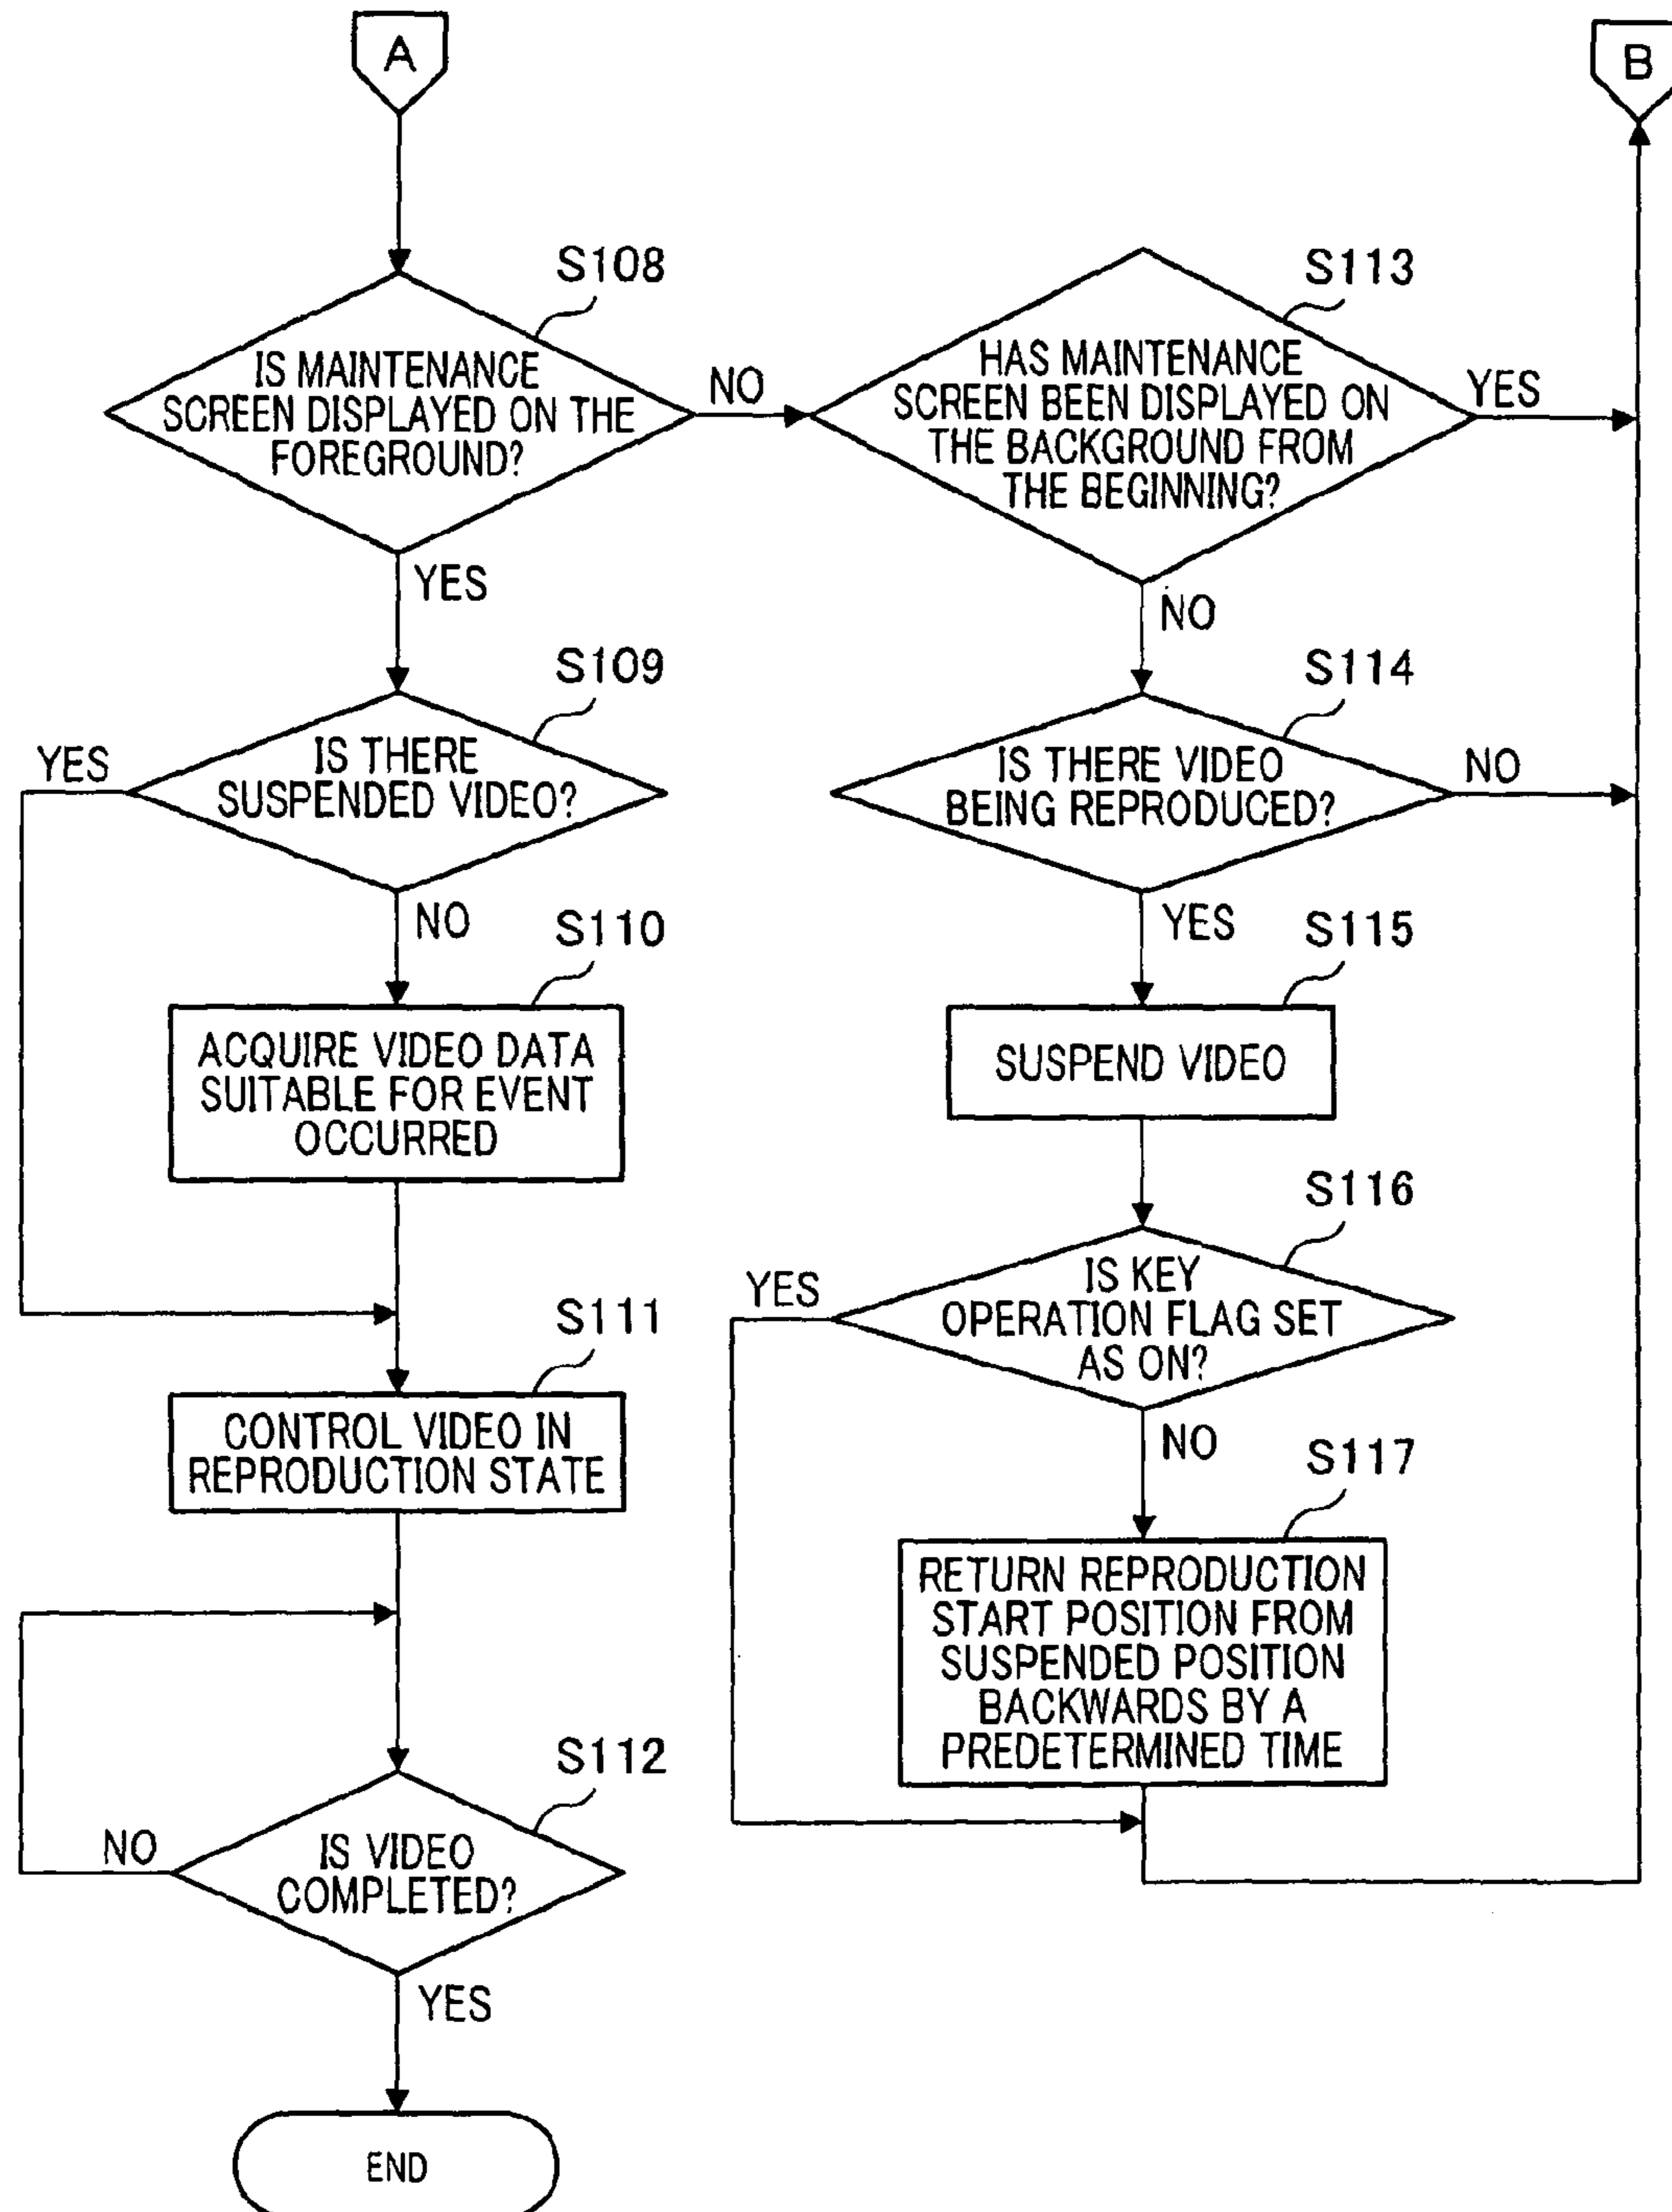 A
B
S108
IS MAINTENANCE
SCREEN DISPLAYED ON THE
FOREGROUND?
NO
YES
S109
IS THERE
SUSPENDED VIDEO?
YES
NO
S110
ACQUIRE VIDEO DATA
SUITABLE FOR EVENT
OCCURRED
S111
CONTROL VIDEO IN
REPRODUCTION STATE
S112
IS VIDEO
COMPLETED?
NO
YES
END
S113
HAS MAINTENANCE
SCREEN BEEN DISPLAYED ON
THE BACKGROUND FROM
THE BEGINNING?
YES
NO
S114
IS THERE VIDEO
BEING REPRODUCED?
NO
YES
S115
SUSPEND VIDEO
S116
IS KEY
OPERATION FLAG SET
AS ON?
YES
NO
S117
RETURN REPRODUCTION
START POSITION FROM
SUSPENDED POSITION
BACKWARDS BY A
PREDETERMINED TIME